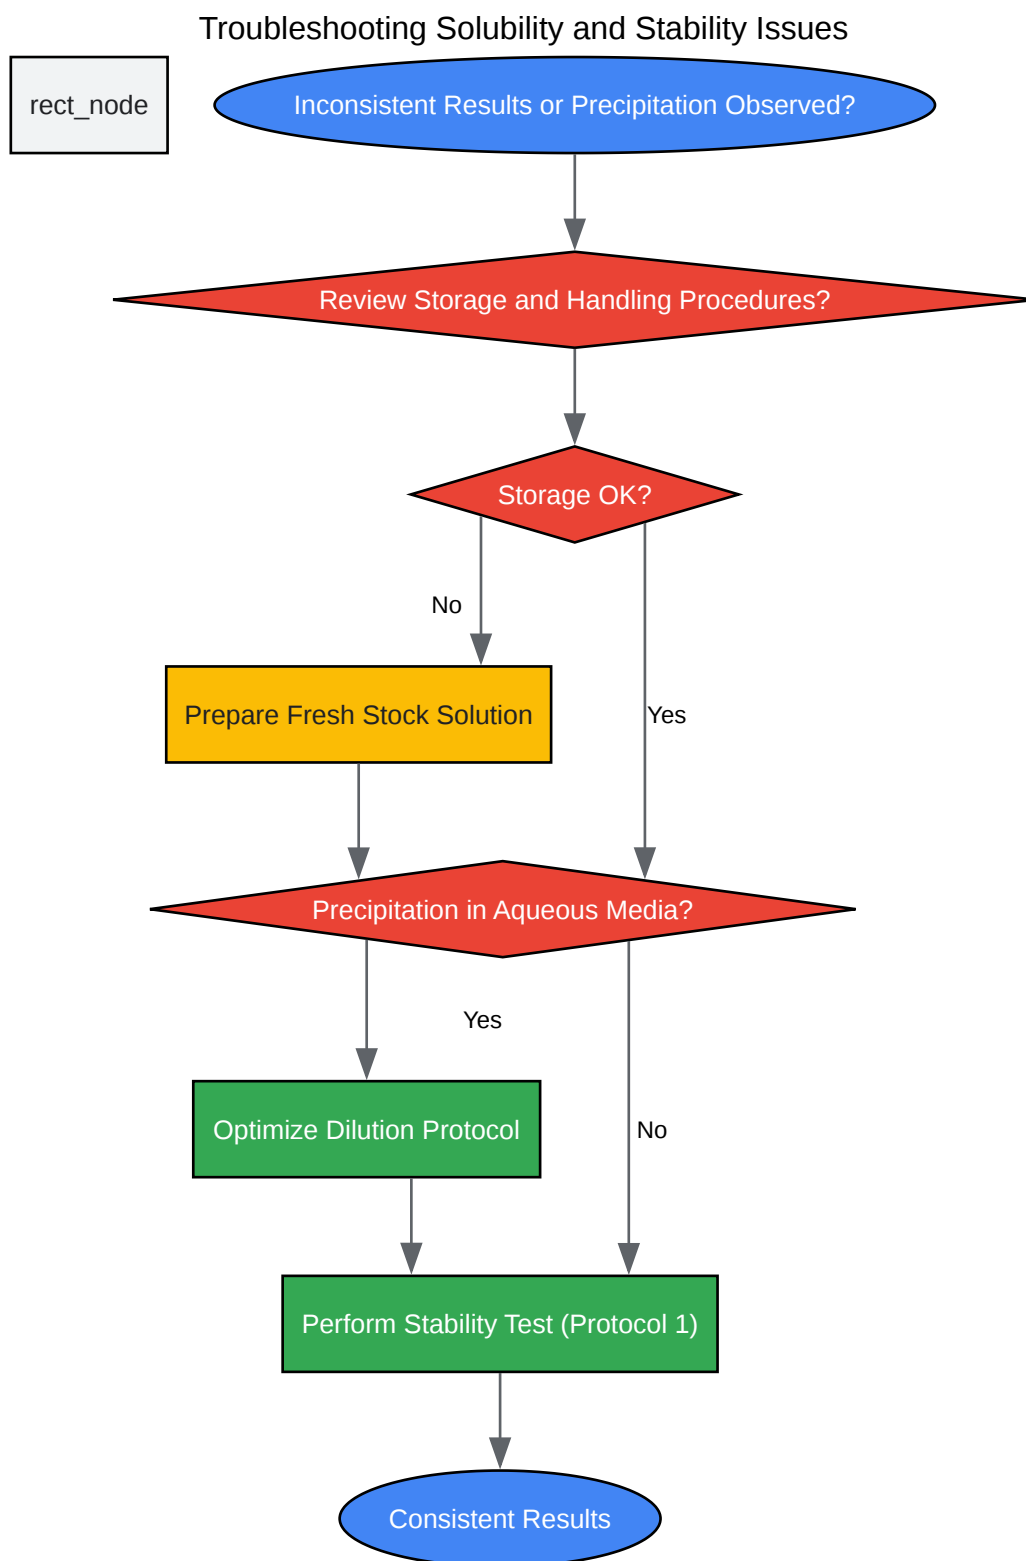 Troubleshooting Solubility and Stability Issues
rect_node
Inconsistent Results or Precipitation Observed?
Review Storage and Handling Procedures?
Storage OK?
No
Prepare Fresh Stock Solution
Yes
Precipitation in Aqueous Media?
Yes
Optimize Dilution Protocol
No
Perform Stability Test (Protocol 1)
Consistent Results